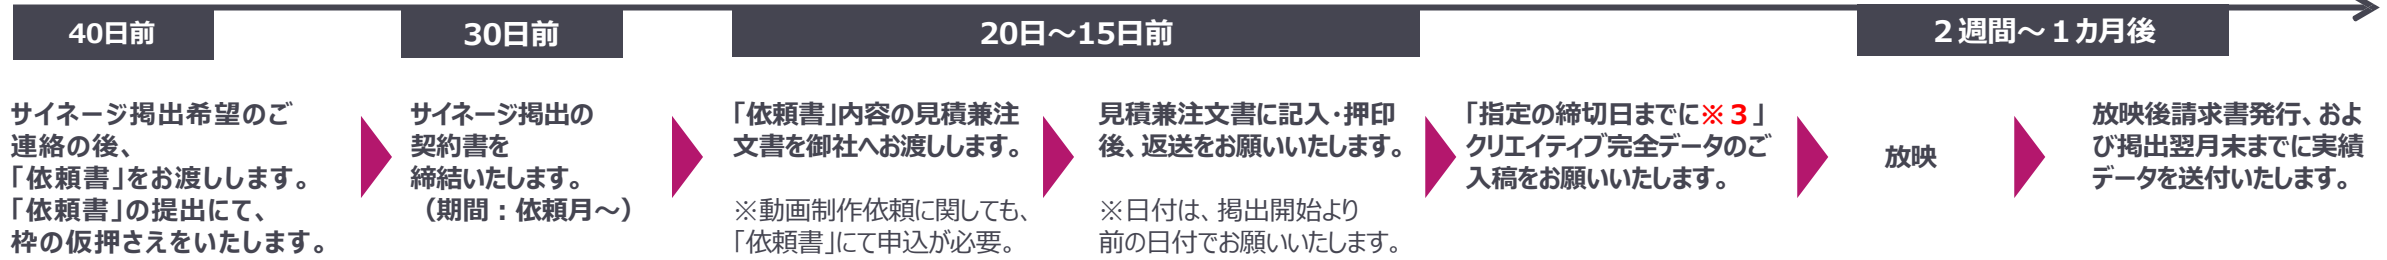 40日前
サイネージ掲出希望のご
連絡の後、
「依頼書」をお渡しします。
「依頼書」の提出にて、
枠の仮押さえをいたします。
30日前
サイネージ掲出の
契約書を
締結いたします。
（期間：依頼月～）
20日～15日前
「依頼書」内容の見積兼注
文書を御社へお渡しします。
※動画制作依頼に関しても、
「依頼書」にて申込が必要。
見積兼注文書に記入・押印
後、返送をお願いいたします。
※日付は、掲出開始より
前の日付でお願いいたします。
「指定の締切日までに※３」
クリエイティブ完全データのご
入稿をお願いいたします。
２週間～１カ月後
放映
放映後請求書発行、およ
び掲出翌月末までに実績
データを送付いたします。